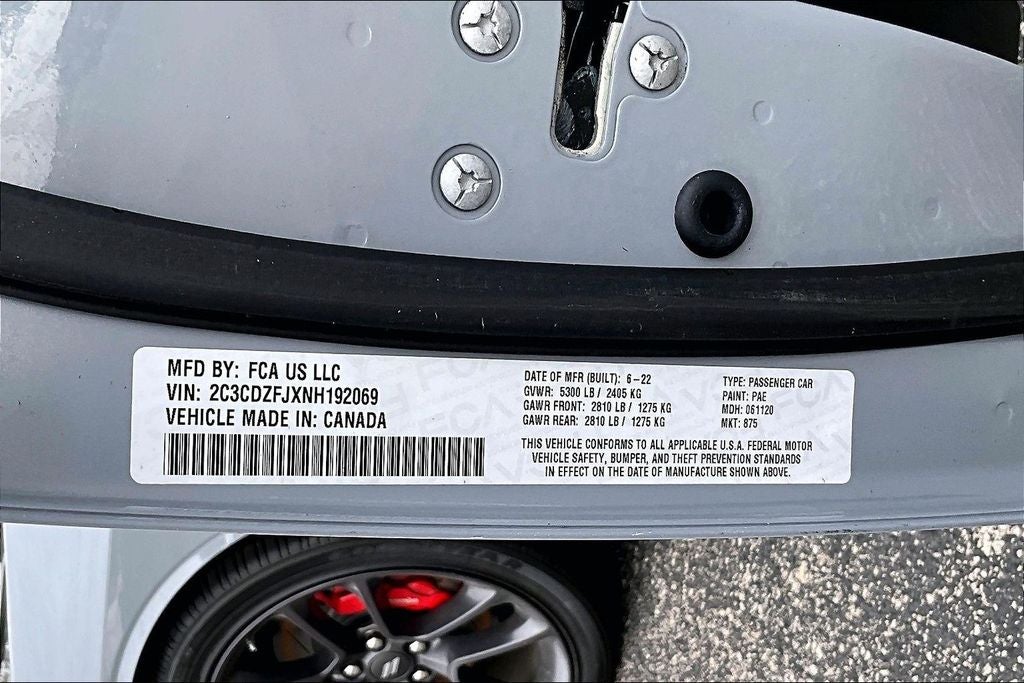 MFD BY: FCA US LLC
VIN: 2C3CDZFJXNH192069
VEHICLE MADE IN: CANADA
DATE OF MFR (BUILT): 6-22
GVWR: 5300 LB / 2405 KG
GAWR FRONT: 2810 LB / 1275 KG
GAWR REAR: 2810 LB / 1275 KG
TYPE: PASSENGER CAR
PAINT: PAE
MDH: 061120
MKT: 875
THIS VEHICLE CONFORMS TO ALL APPLICABLE U.S.A. FEDERAL MOTOR
VEHICLE SAFETY, BUMPER, AND THEFT PREVENTION STANDARDS
IN EFFECT ON THE DATE OF MANUFACTURE SHOWN ABOVE.